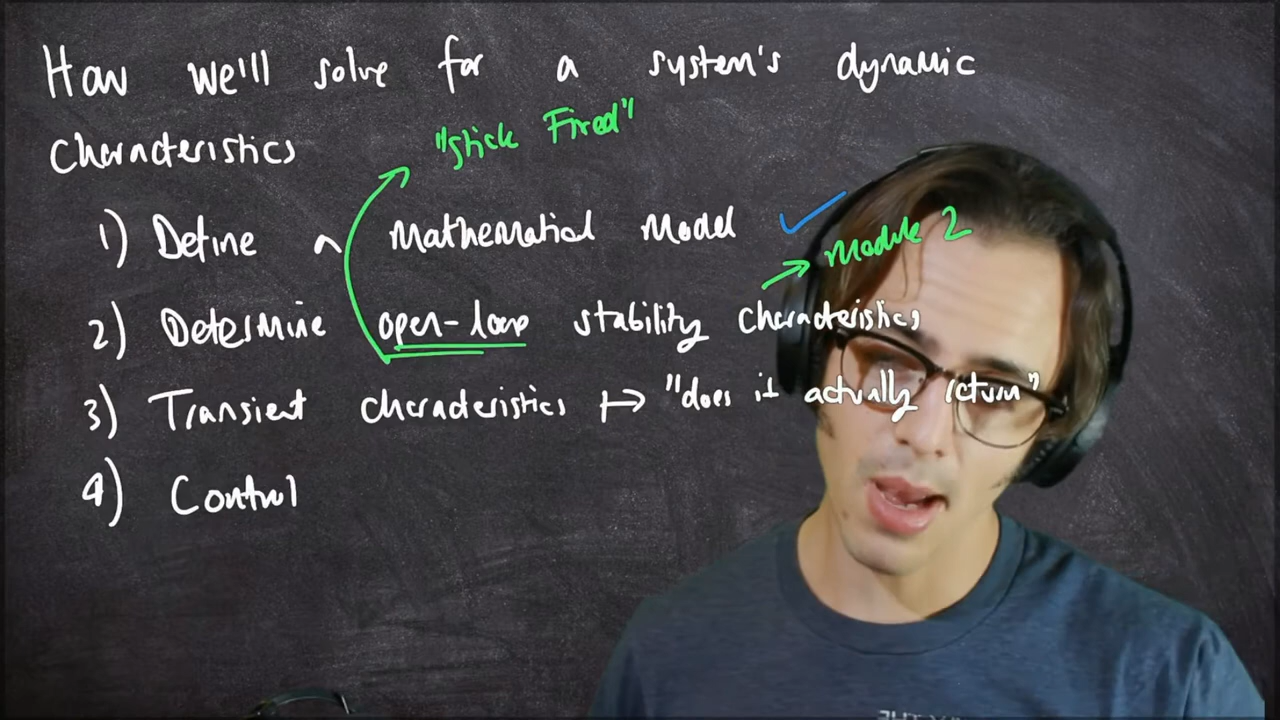 How we'll solve for a system's dynamic
characteristics
"Stick Fixed"
1) Define a Mathematical Model ✓
Module 2
2) Determine open-loop stability characteristics
3) Transient characteristics ↦ "does it actually return"
4) Control